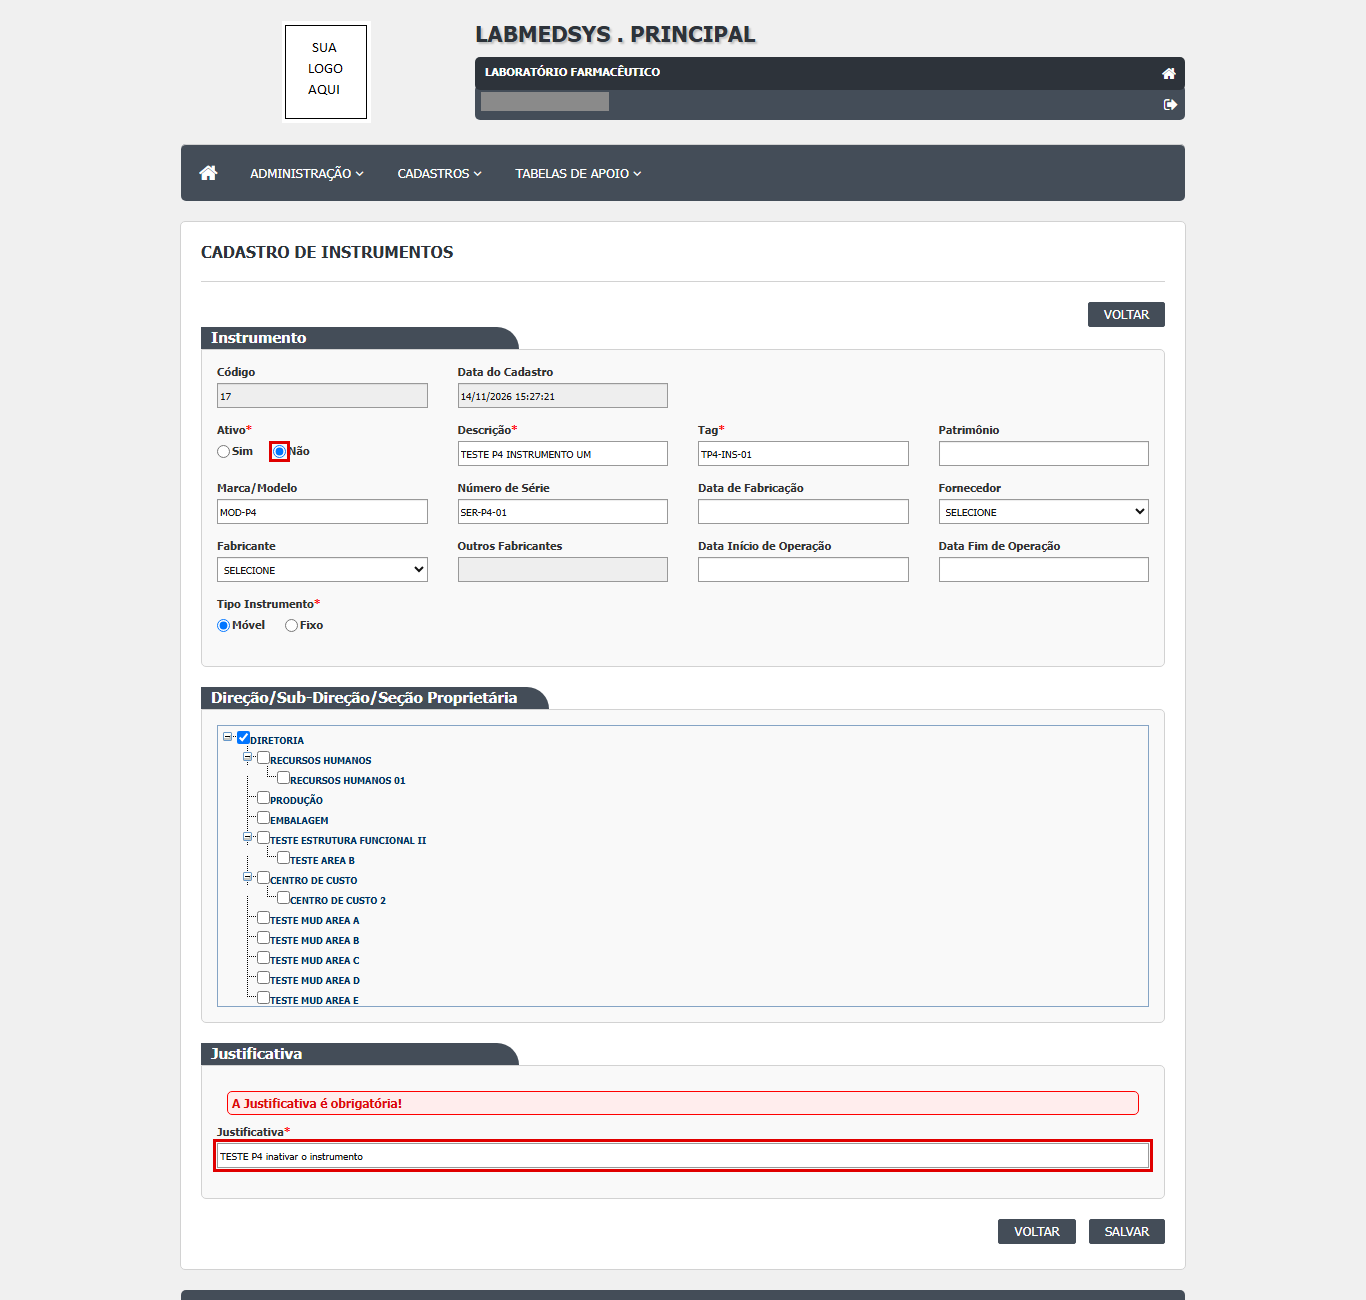 SUA
LOGO
AQUI
LABMEDSYS . PRINCIPAL
LABORATÓRIO FARMACÊUTICO
ADMINISTRAÇÃO CADASTROS TABELAS DE APOIO
CADASTRO DE INSTRUMENTOS
VOLTAR
Instrumento
Código Data do Cadastro
17 14/11/2026 15:27:21
Ativo* Descrição* Tag* Patrimônio
Sim Não TESTE P4 INSTRUMENTO UM TP4-INS-01
Marca/Modelo Número de Série Data de Fabricação Fornecedor
MOD-P4 SER-P4-01 SELECIONE
Fabricante Outros Fabricantes Data Início de Operação Data Fim de Operação
SELECIONE
Tipo Instrumento*
Móvel Fixo
Direção/Sub-Direção/Seção Proprietária
DIRETORIA
RECURSOS HUMANOS
RECURSOS HUMANOS 01
PRODUÇÃO
EMBALAGEM
TESTE ESTRUTURA FUNCIONAL II
TESTE AREA B
CENTRO DE CUSTO
CENTRO DE CUSTO 2
TESTE MUD AREA A
TESTE MUD AREA B
TESTE MUD AREA C
TESTE MUD AREA D
TESTE MUD AREA E
Justificativa
A Justificativa é obrigatória!
Justificativa*
TESTE P4 inativar o instrumento
VOLTAR SALVAR